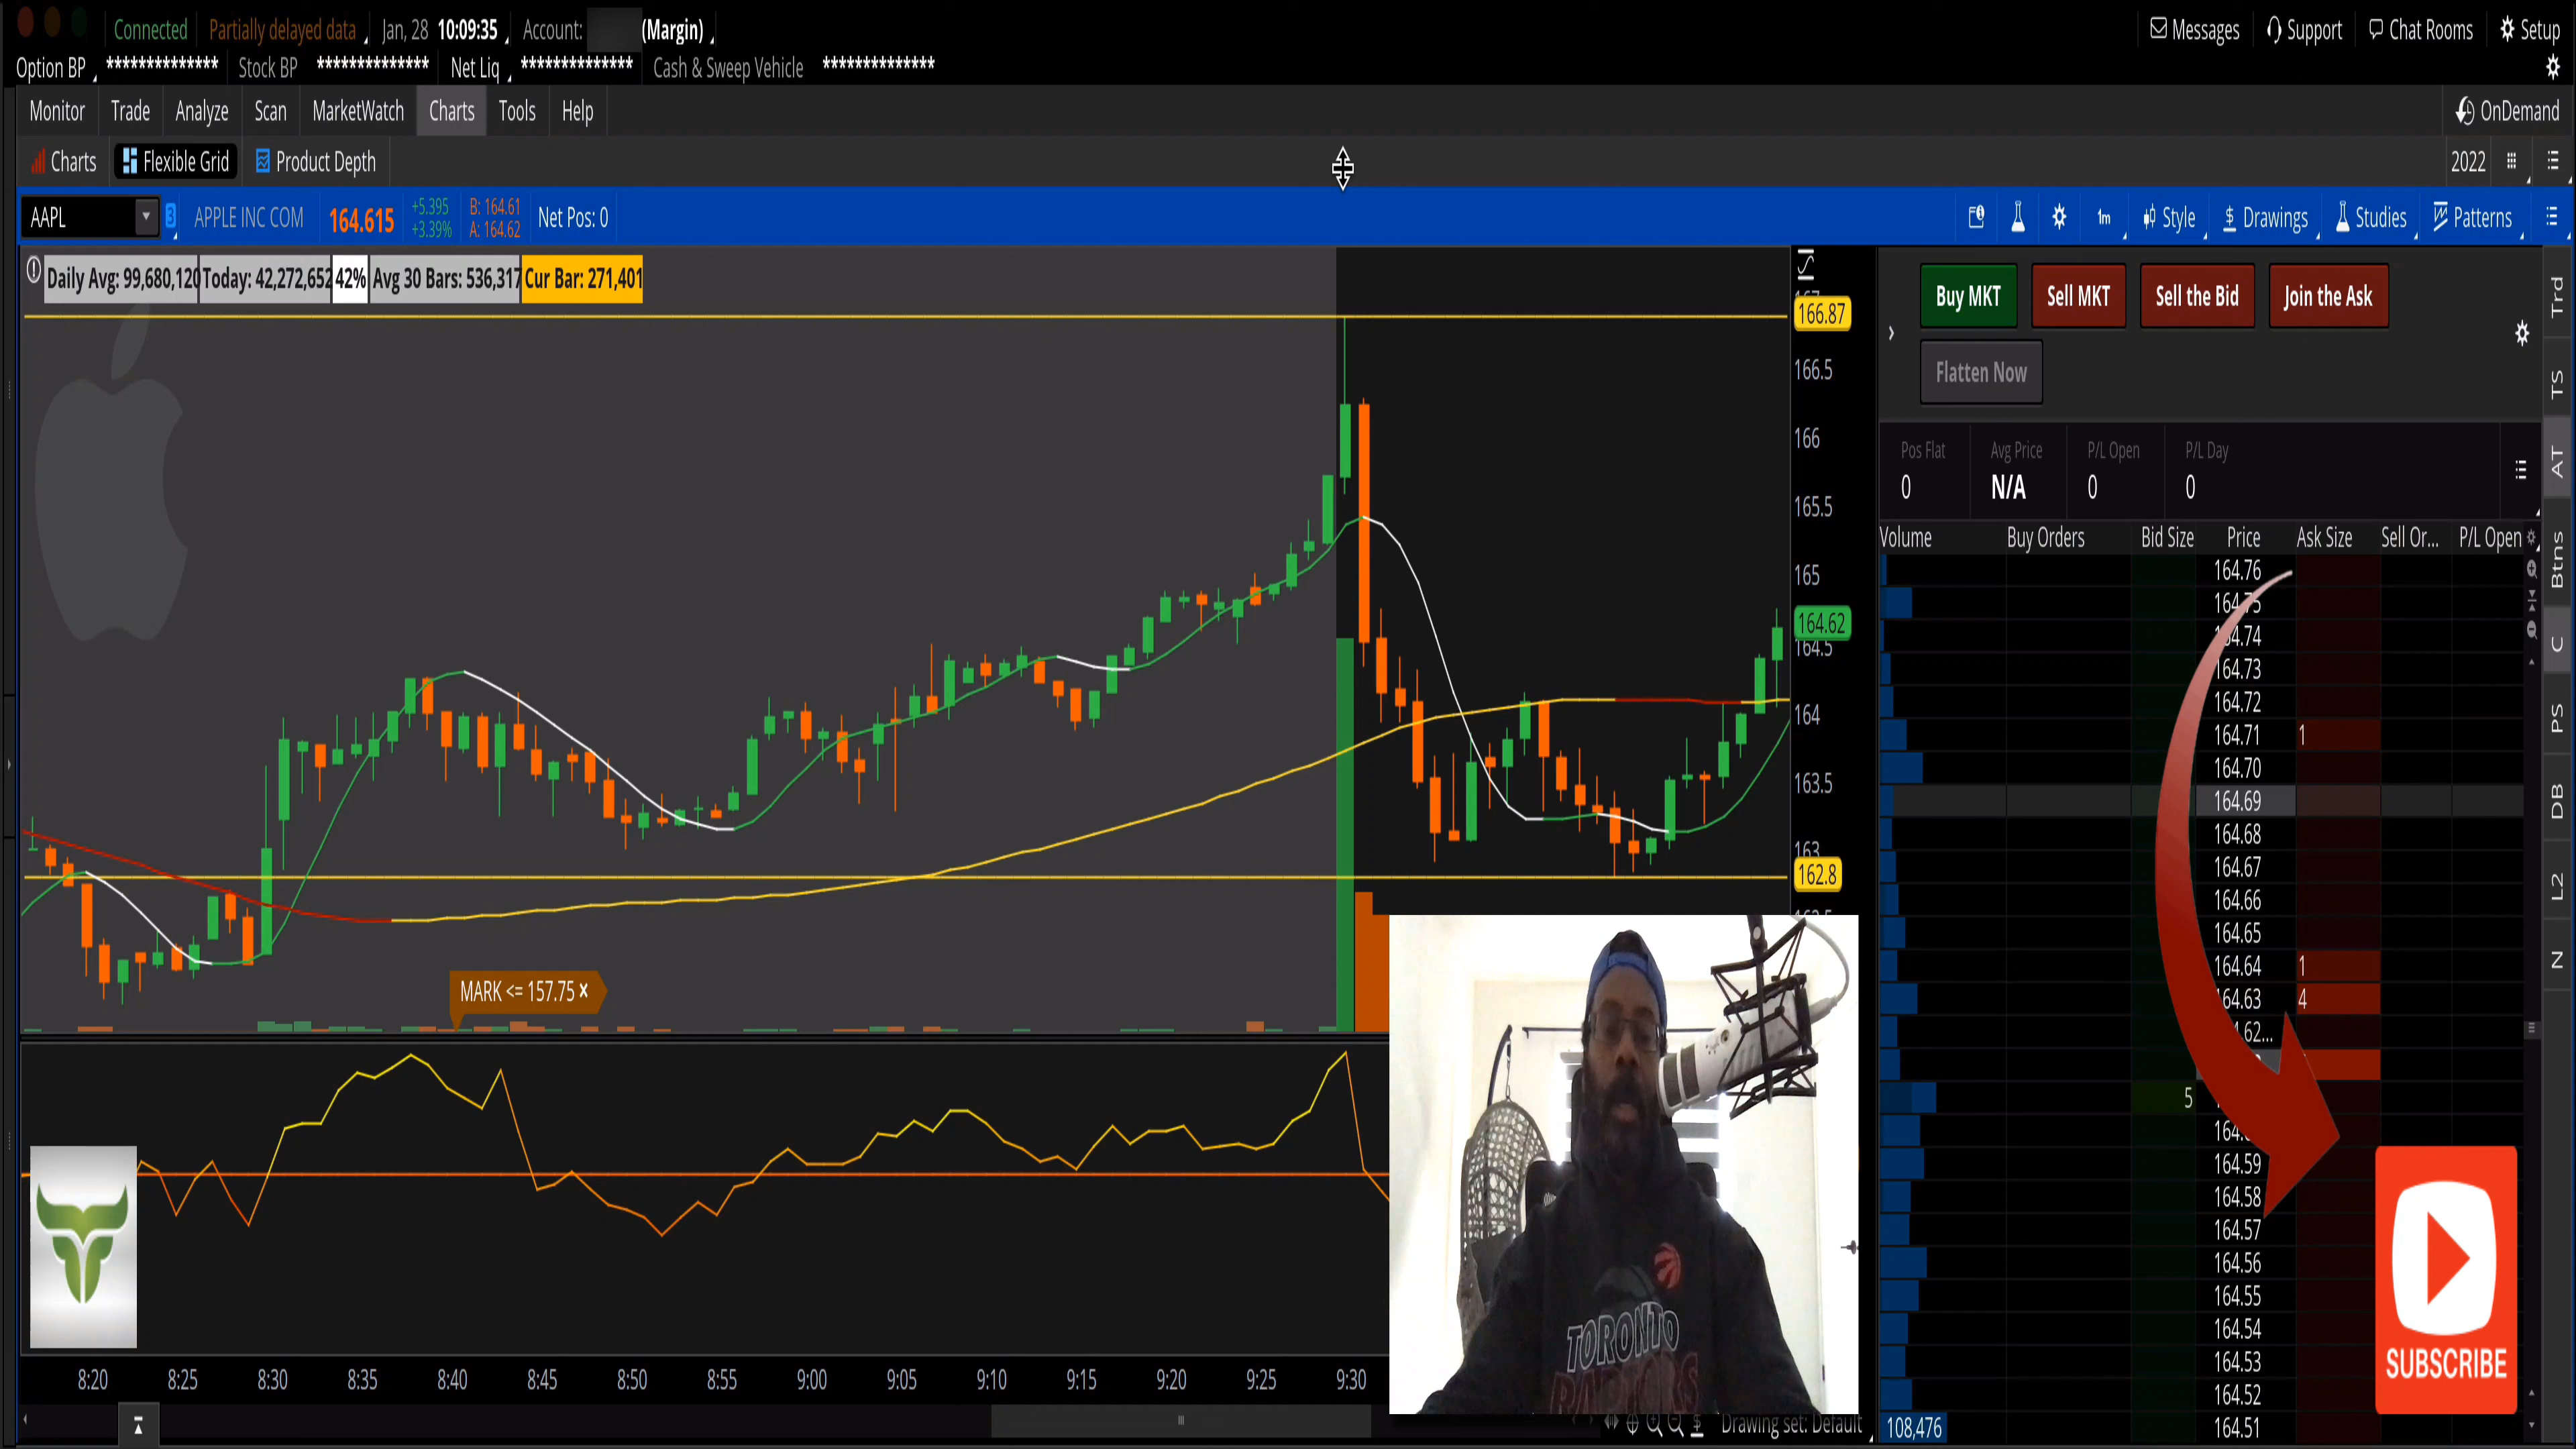 Connected Partially delayed data Jan, 28 10:09:35 Account: (Margin) Messages Support Chat Rooms Setup
Option BP ************** Stock BP ************** Net Liq ************** Cash & Sweep Vehicle **************
Monitor Trade Analyze Scan MarketWatch Charts Tools Help OnDemand
Charts Flexible Grid Product Depth 2022
AAPL 3 APPLE INC COM 164.615 +5.395 B: 164.61 Net Pos: 0 1m Style Drawings Studies Patterns
+3.39% A: 164.62
Daily Avg: 99,680,120 Today: 42,272,652 42% Avg 30 Bars: 536,317 Cur Bar: 271,401
166.87
166.5
166
165.5
165
164.62
164.5
164
163.5
163
162.8
MARK <= 157.75 ×
8:20 8:25 8:30 8:35 8:40 8:45 8:50 8:55 9:00 9:05 9:10 9:15 9:20 9:25 9:30
Drawing set: Default
TORONTO
RAPTORS
Buy MKT Sell MKT Sell the Bid Join the Ask
Flatten Now
Pos Flat Avg Price P/L Open P/L Day
0 N/A 0 0
Volume Buy Orders Bid Size Price Ask Size Sell Or... P/L Open
164.76
164.75
164.74
164.73
164.72
164.71 1
164.70
164.69
164.68
164.67
164.66
164.65
164.64 1
164.63 4
5
164.59
164.58
164.57
164.56
164.55
164.54
164.53
164.52
108,476 164.51
SUBSCRIBE
Trd
TS
AT
Btns
C
PS
DB
L2
N